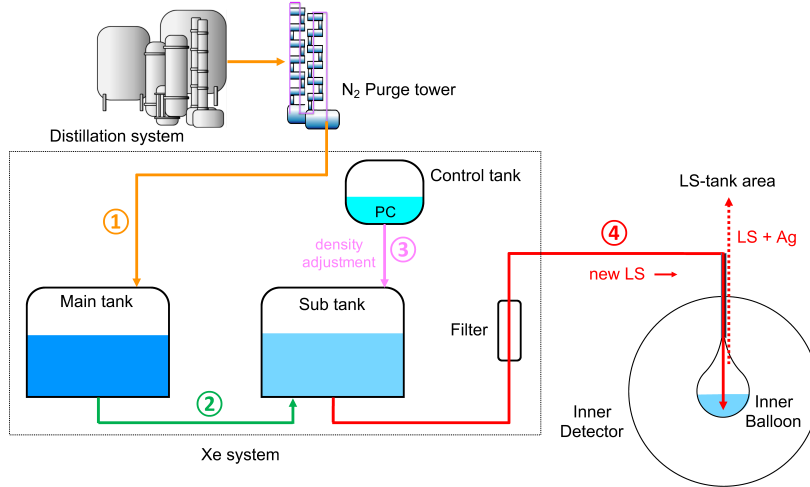 N2 Purge tower
Distillation system
Control tank
PC
LS-tank area
①
density
adjustment
③
④
LS + Ag
new LS →
Main tank
Sub tank
Filter
②
Inner
Detector
Inner
Balloon
Xe system